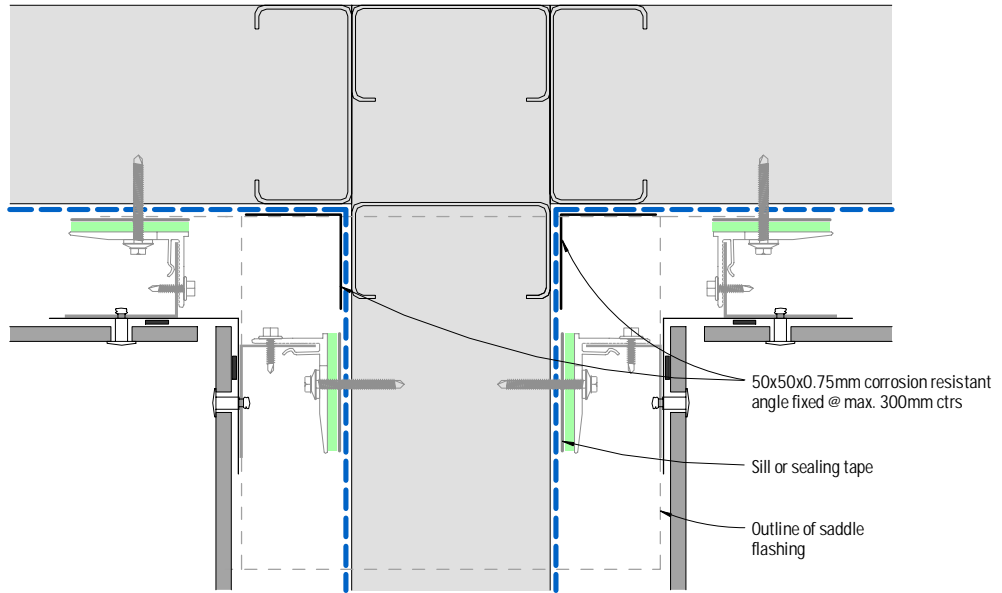 50x50x0.75mm corrosion resistant
angle fixed @ max. 300mm ctrs
Sill or sealing tape
Outline of saddle
flashing